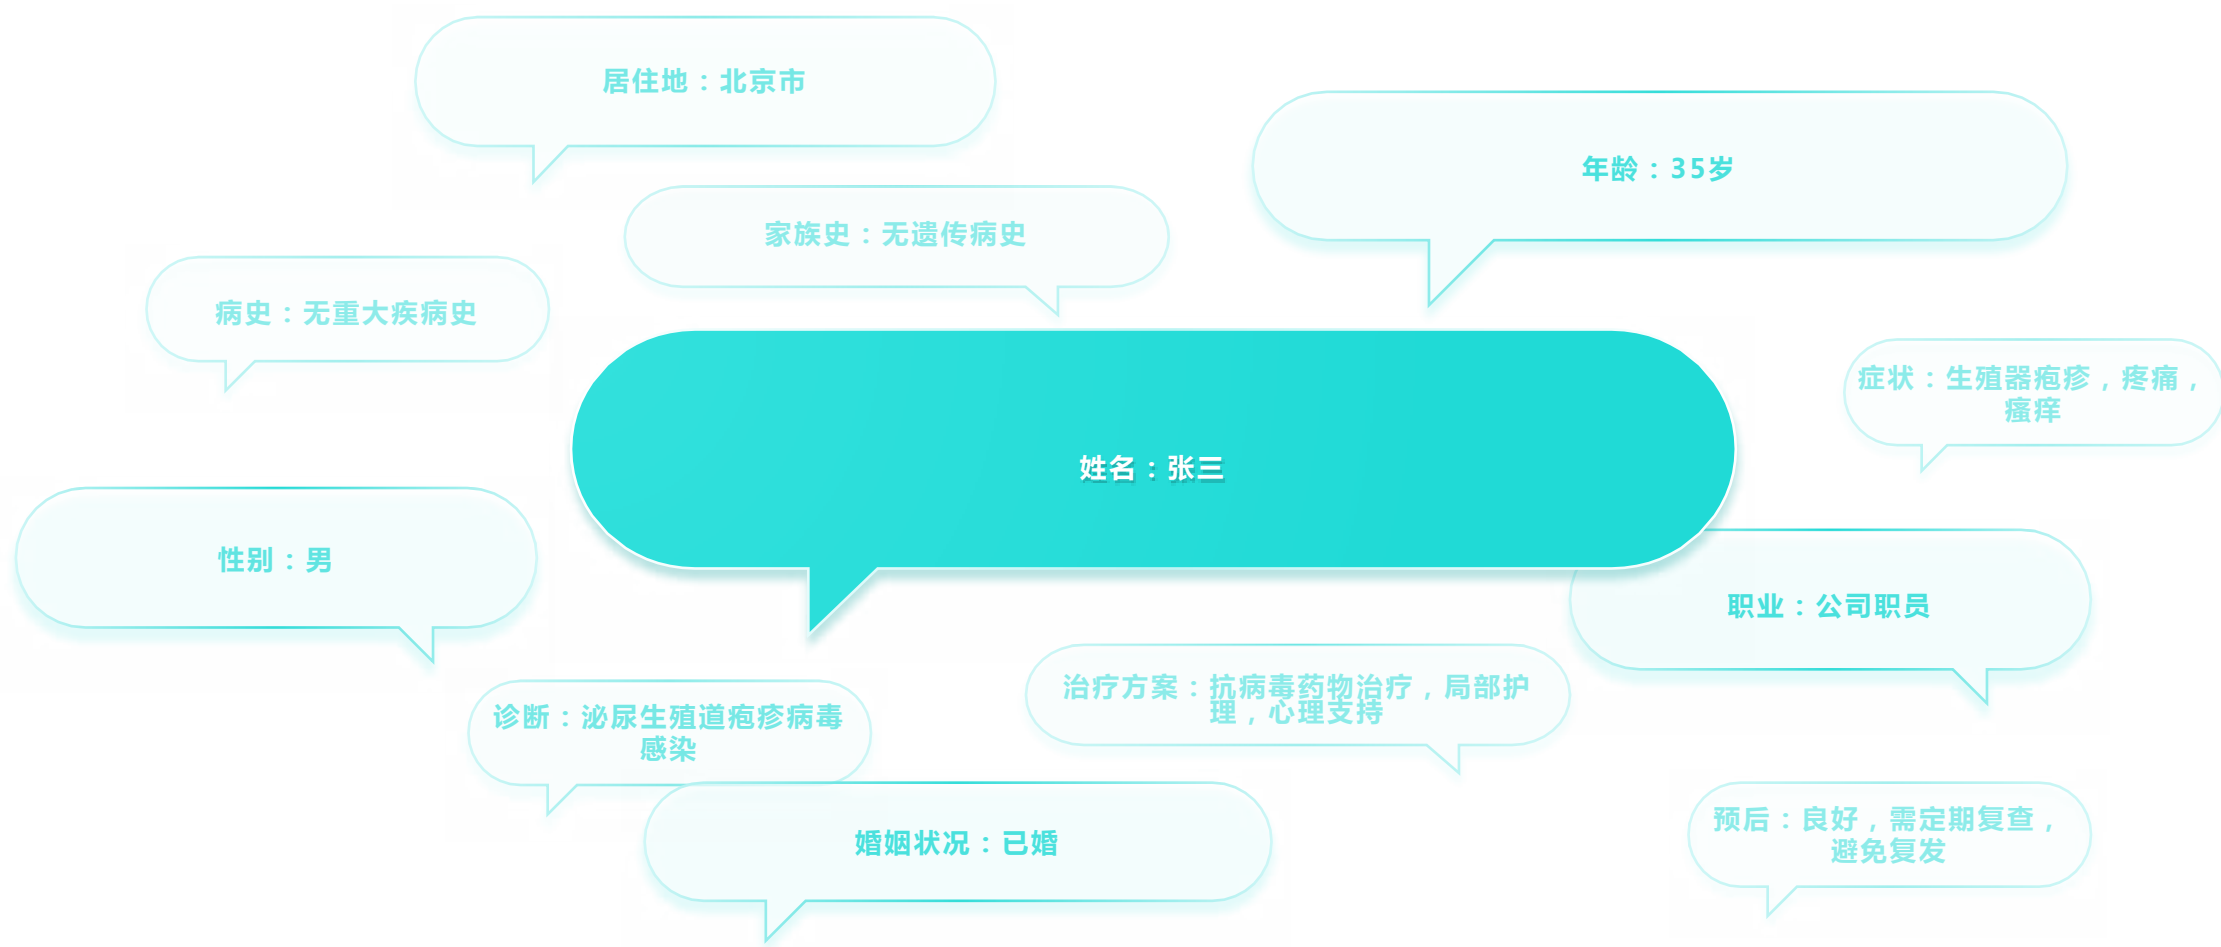 居住地：北京市
年龄：35岁
家族史：无遗传病史
病史：无重大疾病史
症状：生殖器疱疹，疼痛，
瘙痒
姓名：张三
性别：男
职业：公司职员
治疗方案：抗病毒药物治疗，局部护
理，心理支持
诊断：泌尿生殖道疱疹病毒
感染
预后：良好，需定期复查，
避免复发
婚姻状况：已婚